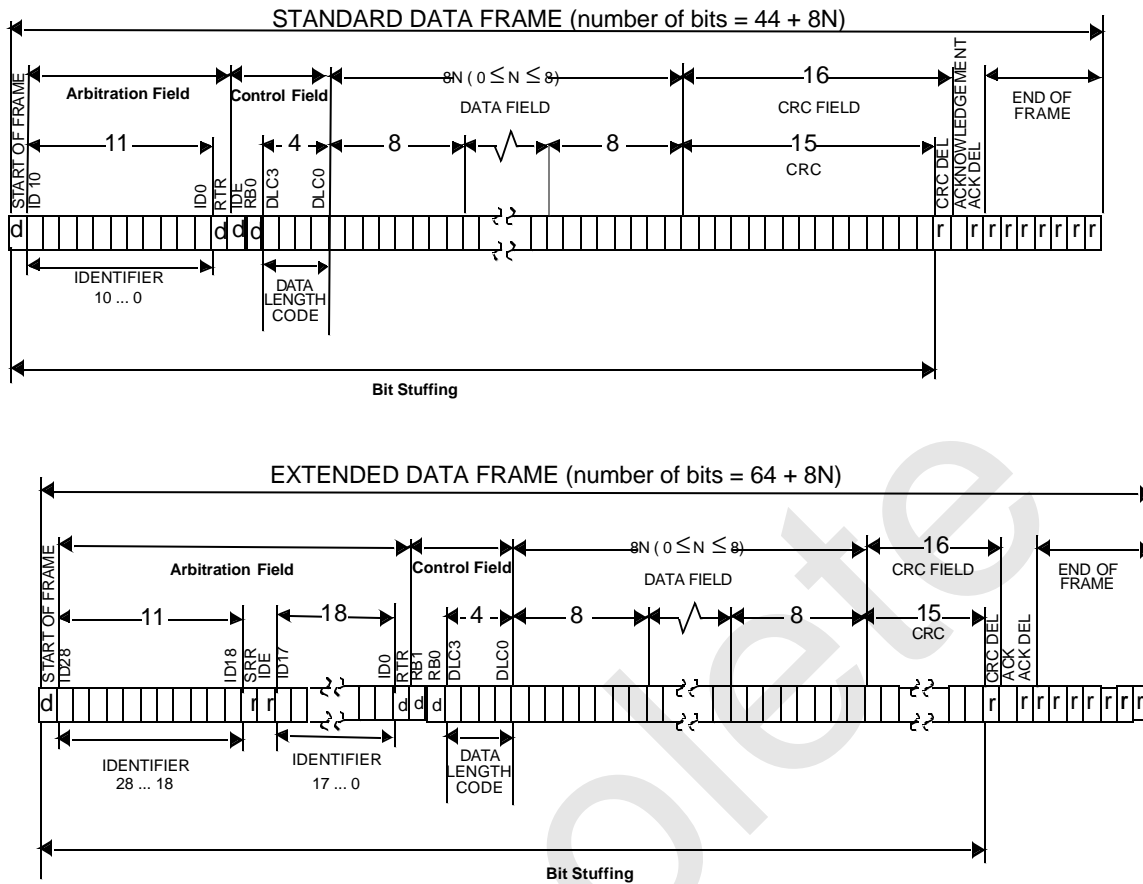 STANDARD DATA FRAME (number of bits = 44 + 8N)
START OF FRAME
Arbitration Field
Control Field
8N ( 0 ≤ N ≤ 8)
DATA FIELD
16
CRC FIELD
ACKNOWLEDGEMENT
END OF
FRAME
ID 10
11
ID0
RTR
IDE
RB0
DLC3
4
DLC0
8
8
15
CRC
CRC DEL
ACK DEL
d d d d r r r r r r r r r
IDENTIFIER
10 ... 0
DATA
LENGTH
CODE
Bit Stuffing
EXTENDED DATA FRAME (number of bits = 64 + 8N)
START OF FRAME
Arbitration Field
Control Field
8N ( 0 ≤ N ≤ 8)
DATA FIELD
16
CRC FIELD
END OF
FRAME
ID28
11
ID18
SRR
IDE
ID17
18
ID0
RTR
RB1
RB0
DLC3
4
DLC0
8
8
15
CRC
CRC DEL
ACK
ACK DEL
d r r d d d r r r r r r r r r
IDENTIFIER
28 ... 18
IDENTIFIER
17 ... 0
DATA
LENGTH
CODE
Bit Stuffing
olete